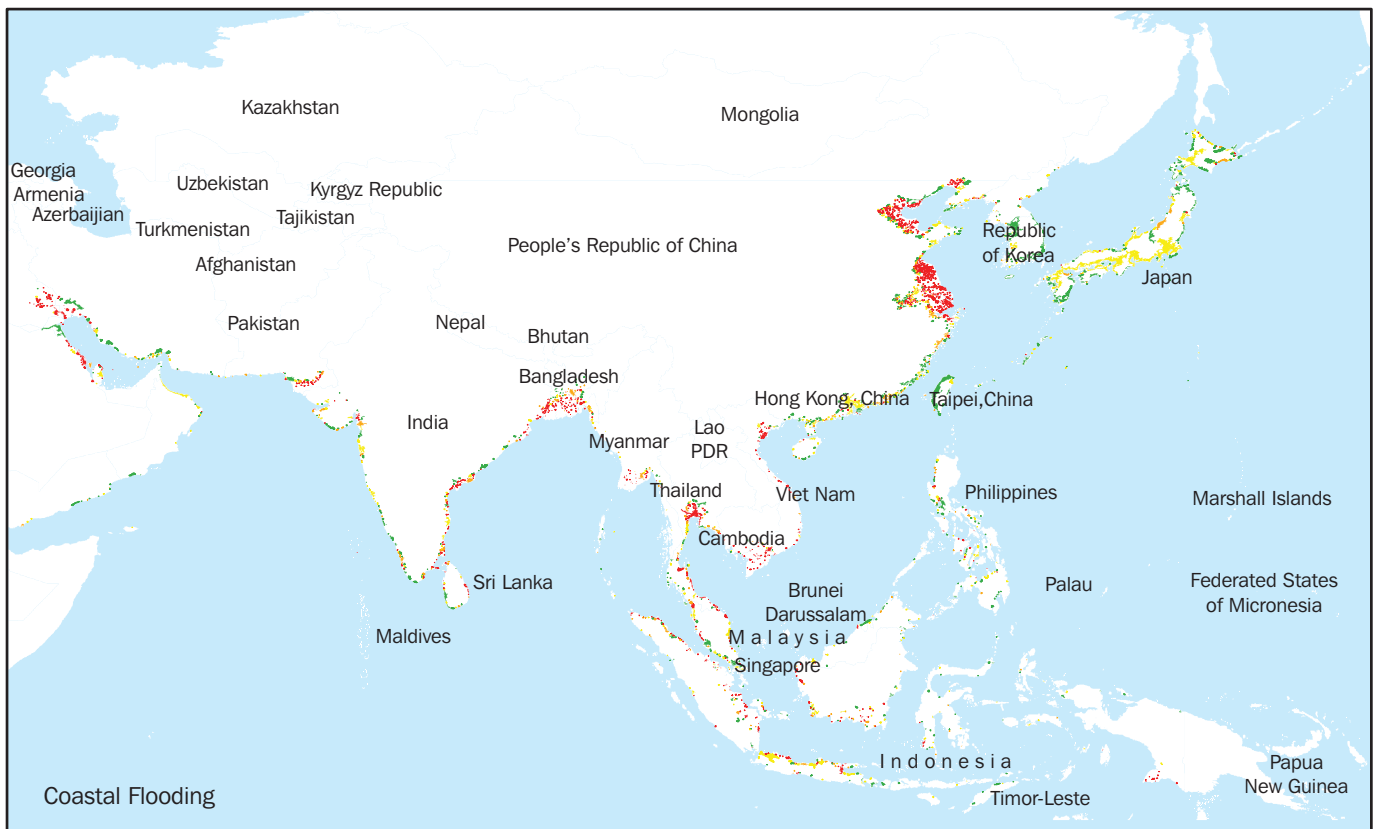 Kazakhstan
Mongolia
Georgia
Armenia
Azerbaijian
Uzbekistan
Kyrgyz Republic
Tajikistan
Turkmenistan
Afghanistan
People's Republic of China
Republic
of Korea
Japan
Pakistan
Nepal
Bhutan
Bangladesh
India
Hong Kong, China
Taipei,China
Myanmar
Lao
PDR
Thailand
Viet Nam
Philippines
Marshall Islands
Cambodia
Sri Lanka
Maldives
Brunei
Darussalam
Malaysia
Singapore
Palau
Federated States
of Micronesia
Indonesia
Papua
New Guinea
Timor-Leste
Coastal Flooding